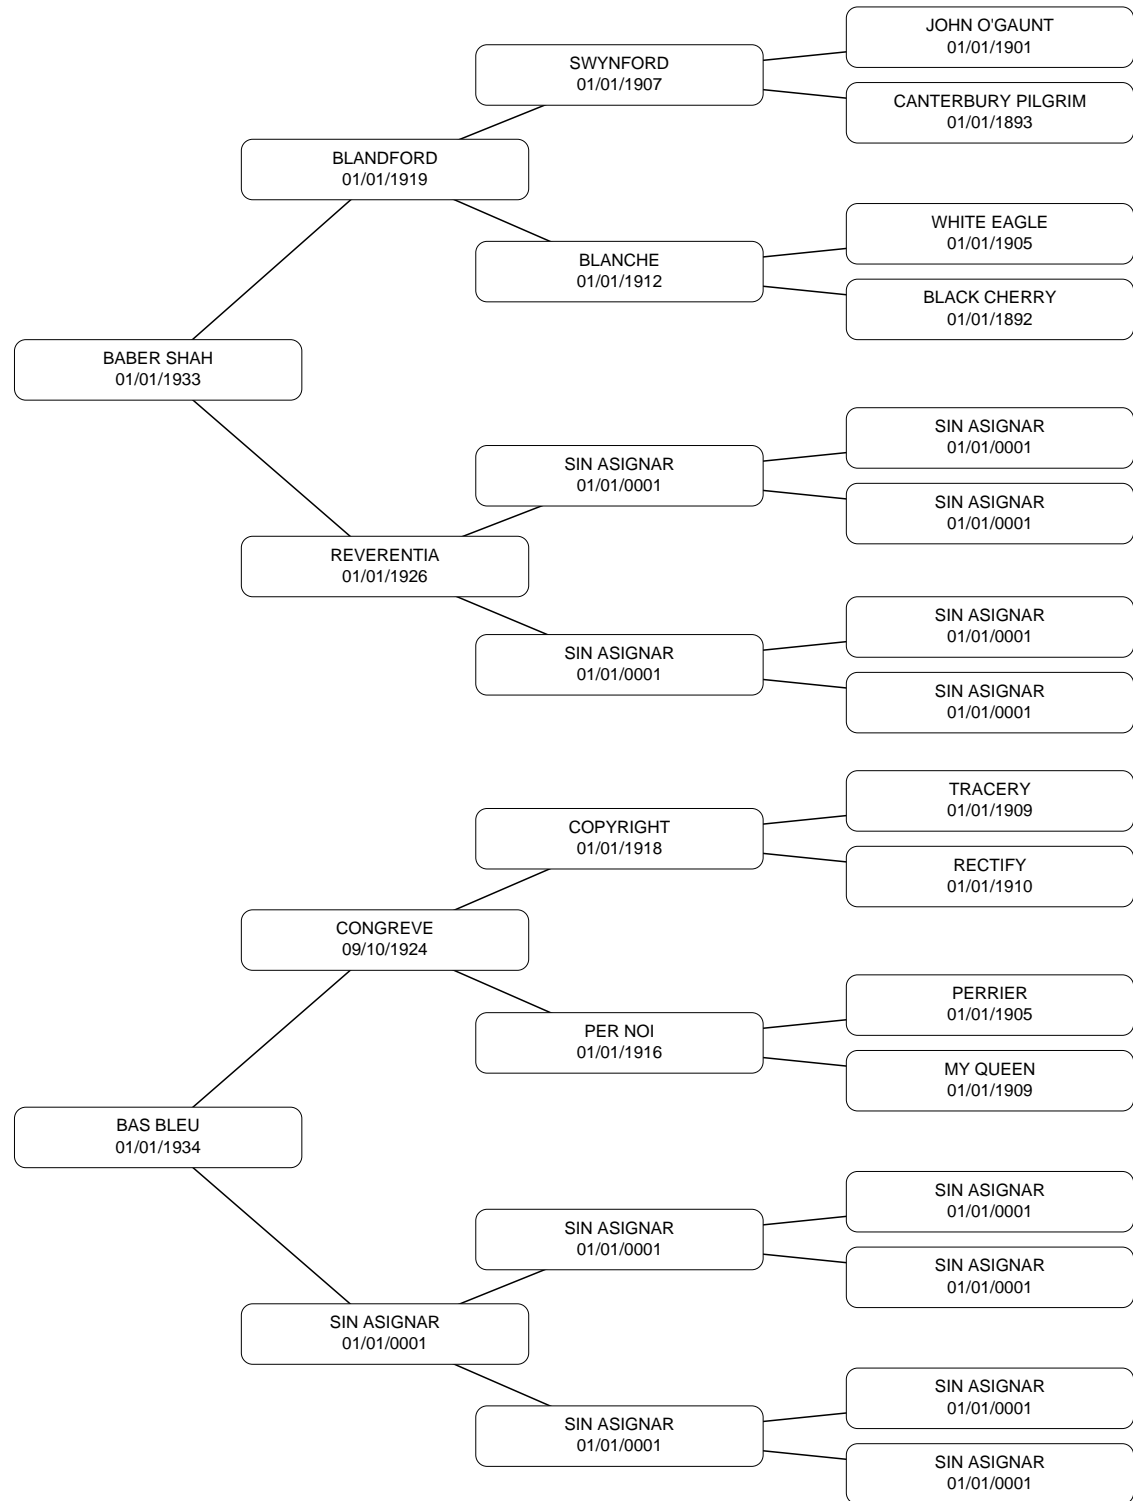 JOHN O'GAUNT
01/01/1901
SWYNFORD
01/01/1907
CANTERBURY PILGRIM
01/01/1893
BLANDFORD
01/01/1919
WHITE EAGLE
01/01/1905
BLANCHE
01/01/1912
BLACK CHERRY
01/01/1892
BABER SHAH
01/01/1933
SIN ASIGNAR
01/01/0001
SIN ASIGNAR
01/01/0001
SIN ASIGNAR
01/01/0001
REVERENTIA
01/01/1926
SIN ASIGNAR
01/01/0001
SIN ASIGNAR
01/01/0001
SIN ASIGNAR
01/01/0001
TRACERY
01/01/1909
COPYRIGHT
01/01/1918
RECTIFY
01/01/1910
CONGREVE
09/10/1924
PERRIER
01/01/1905
PER NOI
01/01/1916
MY QUEEN
01/01/1909
BAS BLEU
01/01/1934
SIN ASIGNAR
01/01/0001
SIN ASIGNAR
01/01/0001
SIN ASIGNAR
01/01/0001
SIN ASIGNAR
01/01/0001
SIN ASIGNAR
01/01/0001
SIN ASIGNAR
01/01/0001
SIN ASIGNAR
01/01/0001